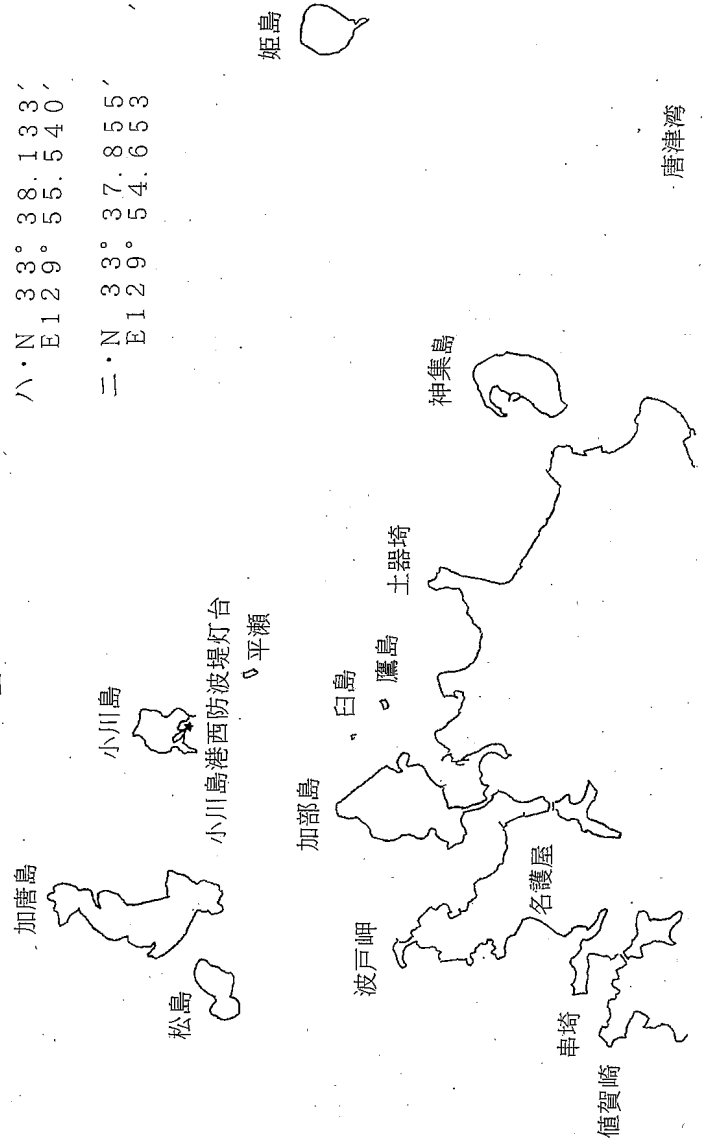 ハ・N 33° 38.133′
E129° 55.540′
ニ・N 33° 37.855′
E129° 54.653′
姫島
小川島
小川島港西防波堤灯台
平瀬
加唐島
松島
臼島
鷹島
加部島
土器埼
神集島
唐津湾
波戸岬
名護屋
串埼
値賀崎